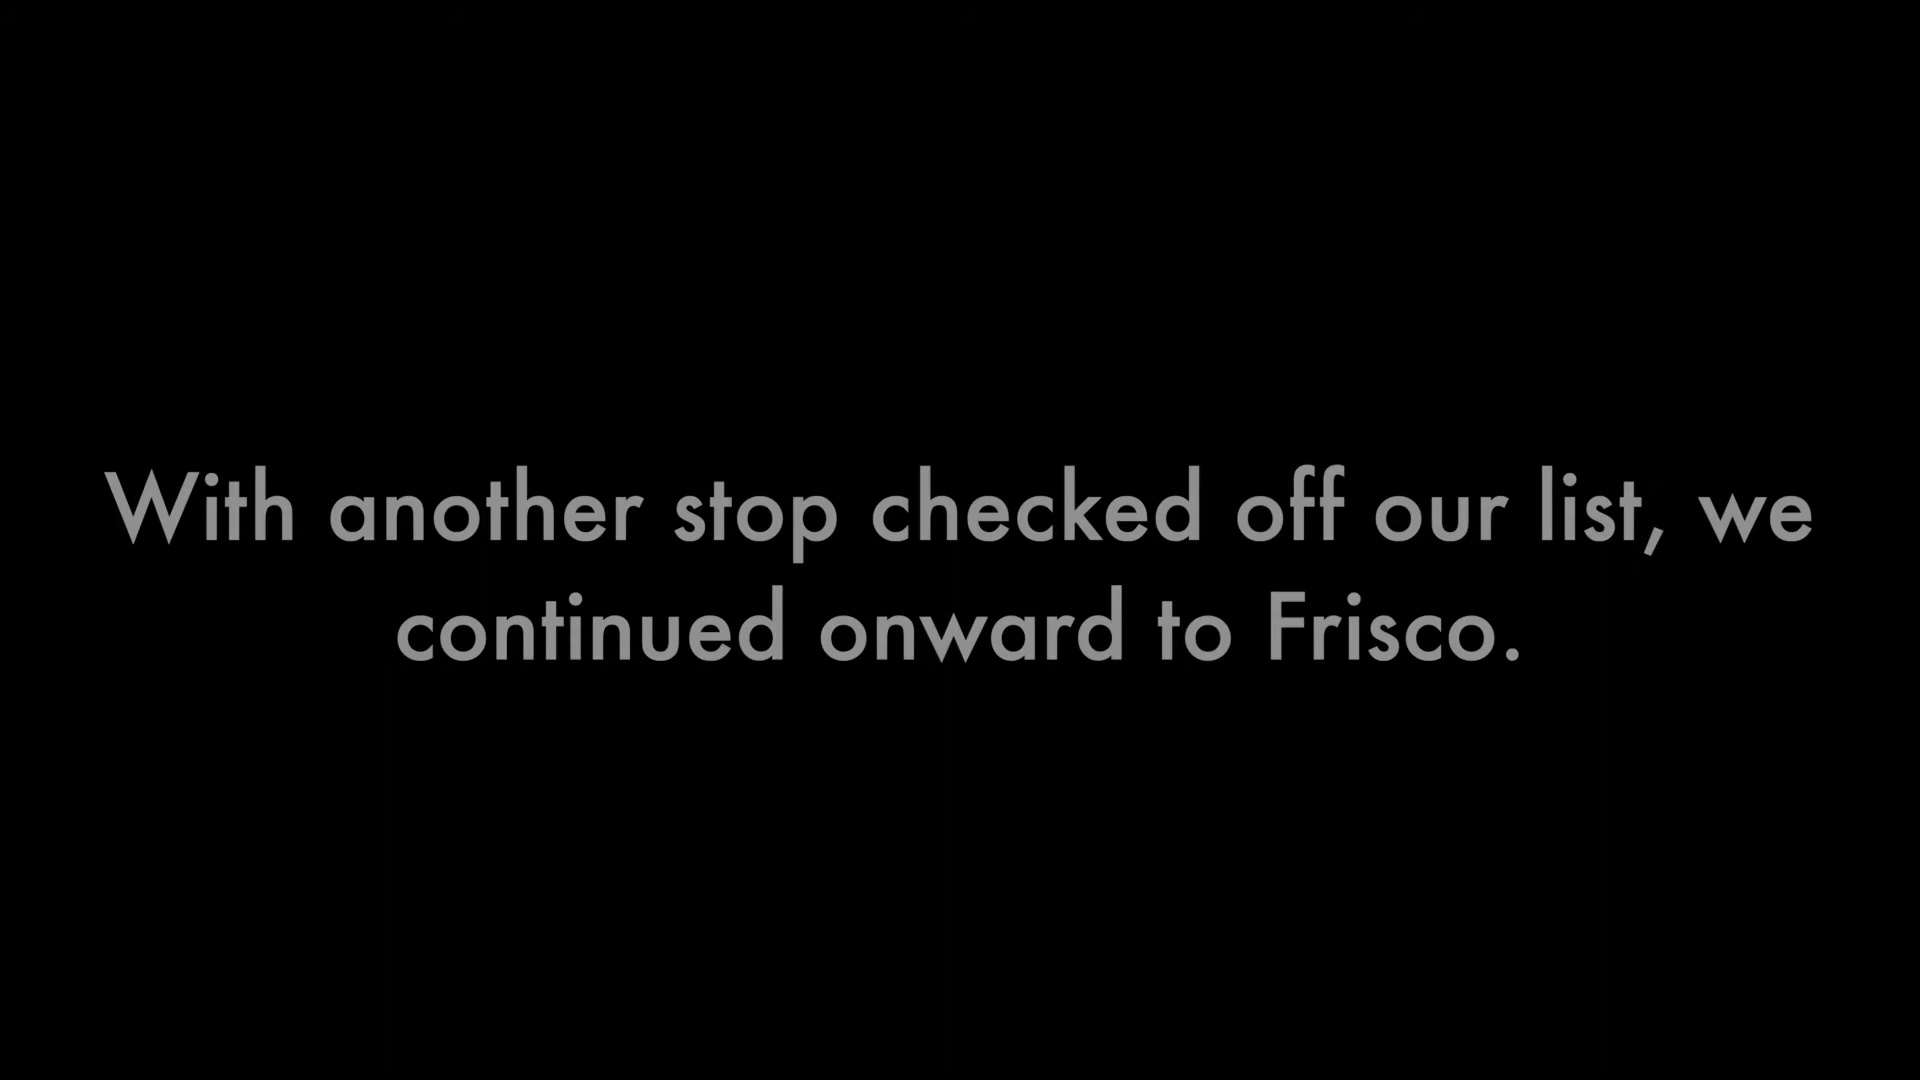 With another stop checked off our list, we
continued onward to Frisco.